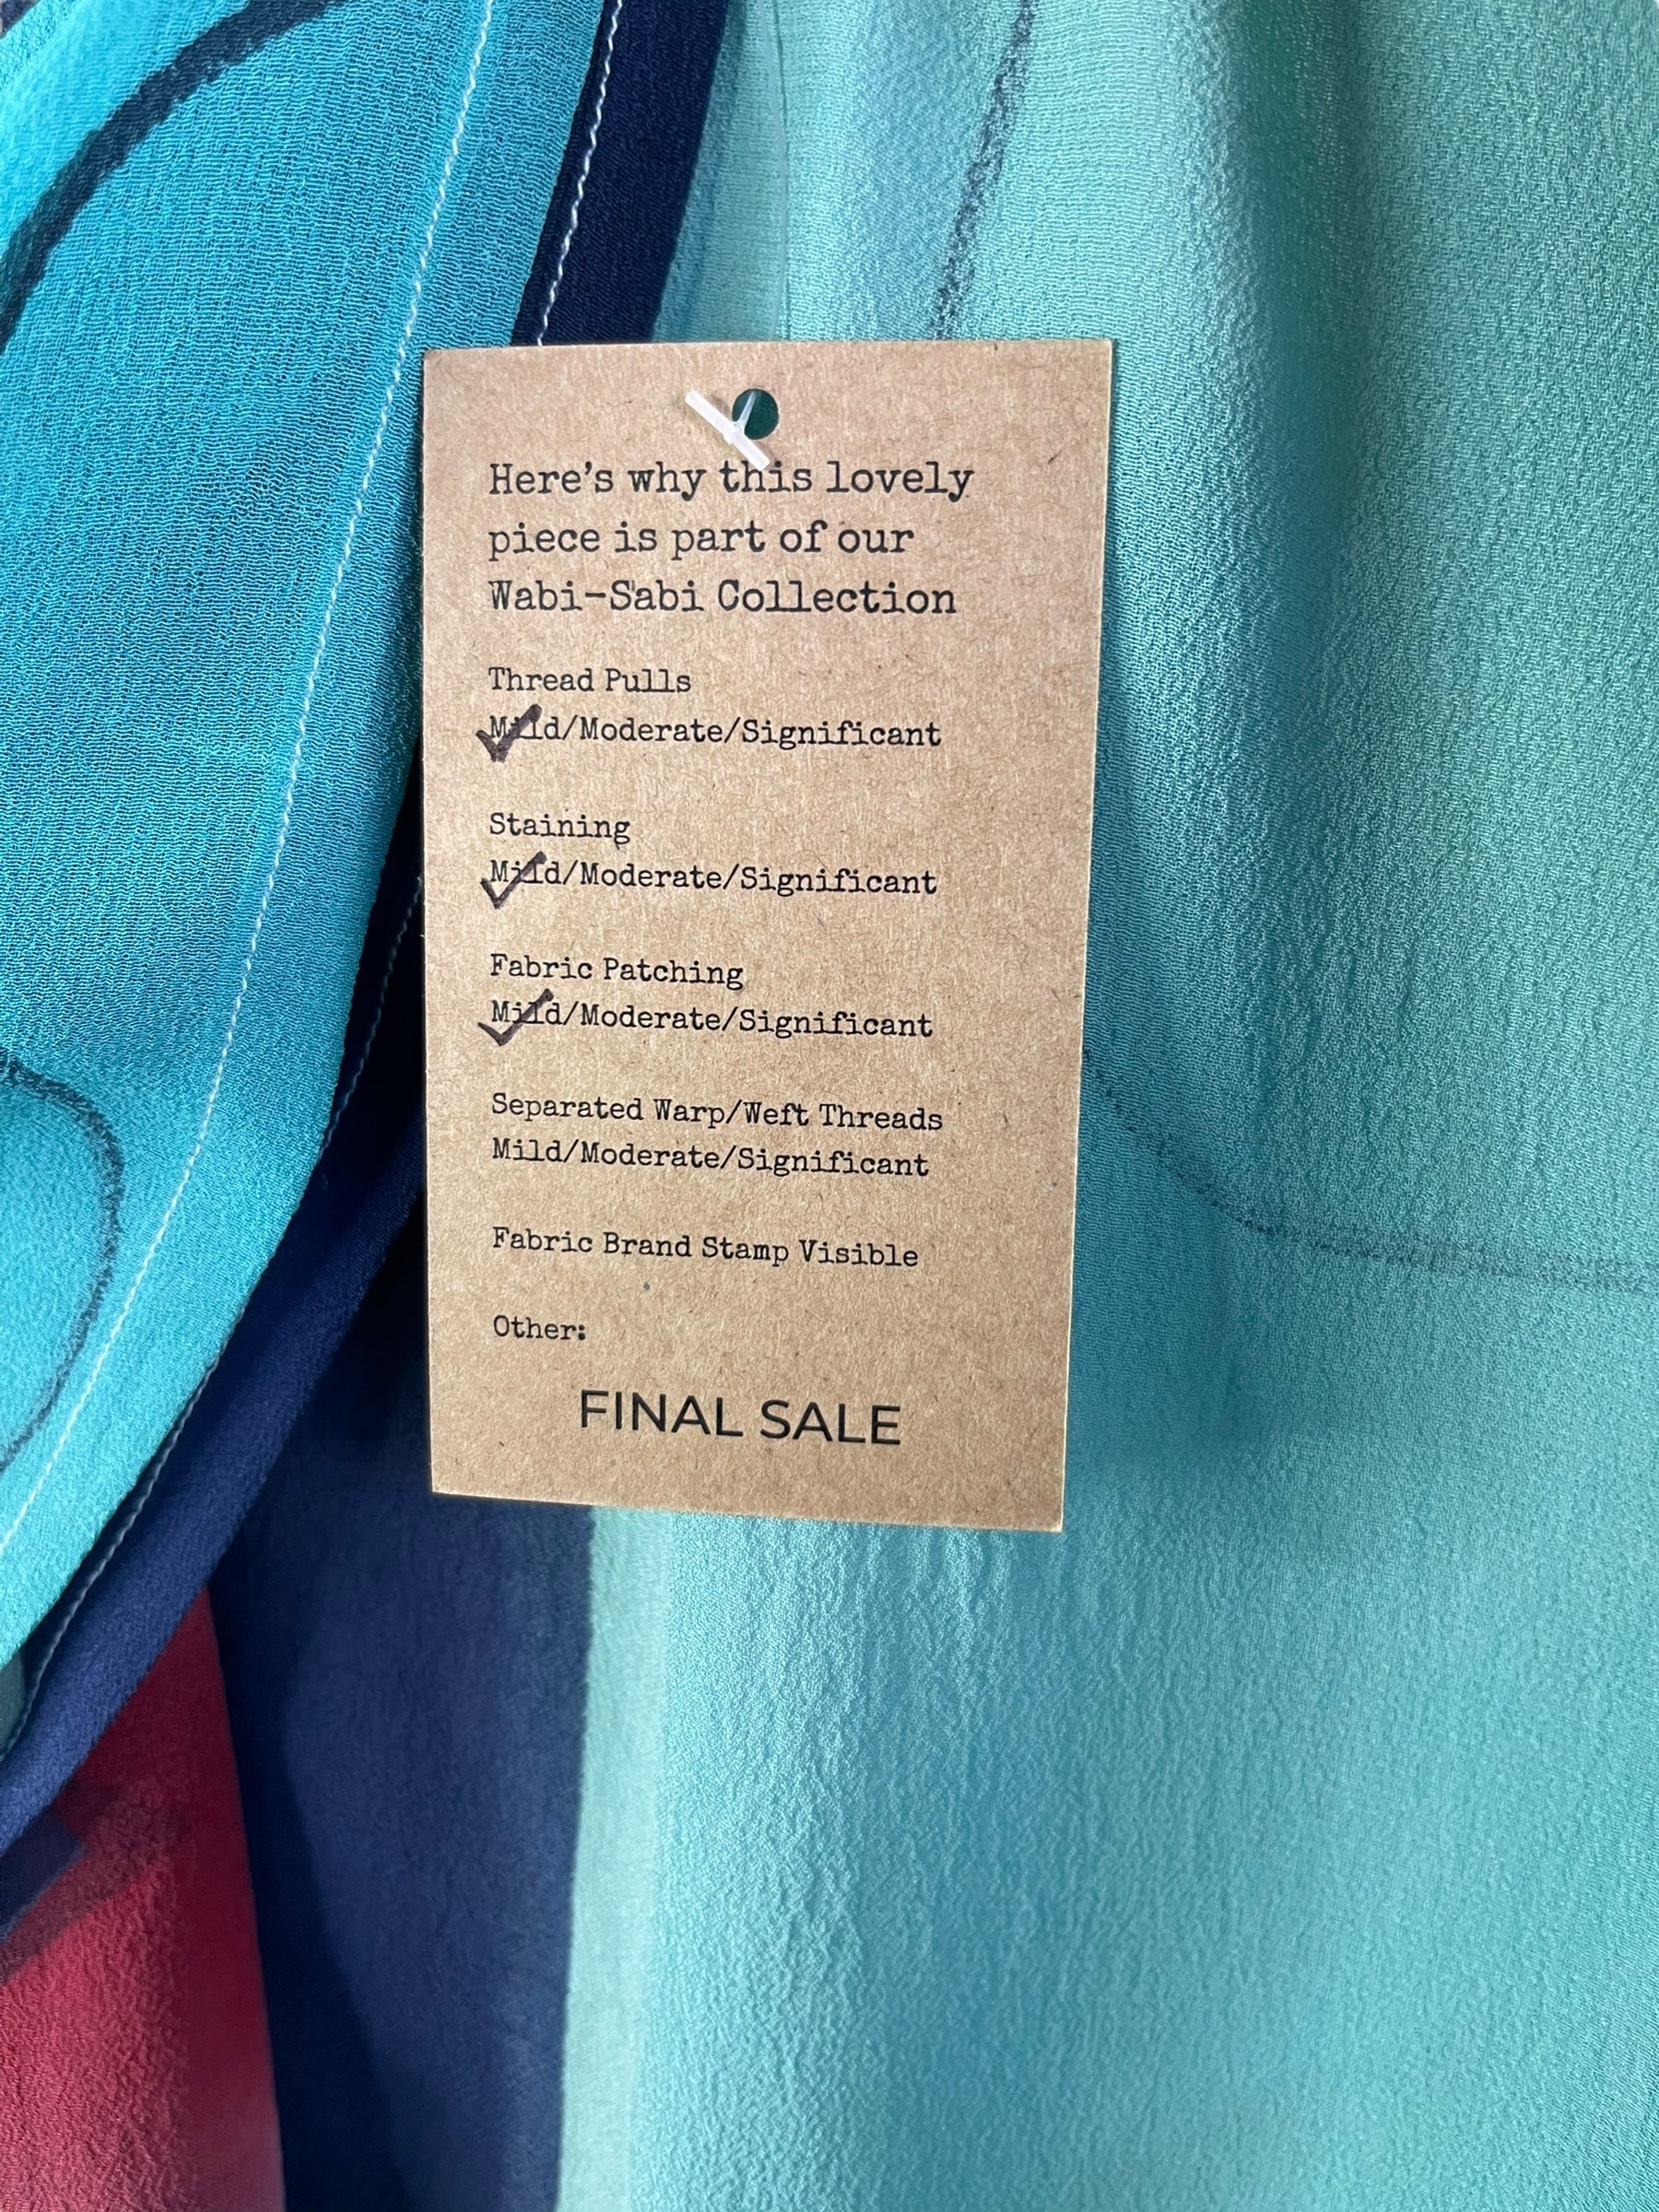 Here's why this lovely
piece is part of our
Wabi-Sabi Collection
Thread Pulls
Mild/Moderate/Significant
Staining
Mild/Moderate/Significant
Fabric Patching
Mild/Moderate/Significant
Separated Warp/Weft Threads
Mild/Moderate/Significant
Fabric Brand Stamp Visible
Other:
FINAL SALE